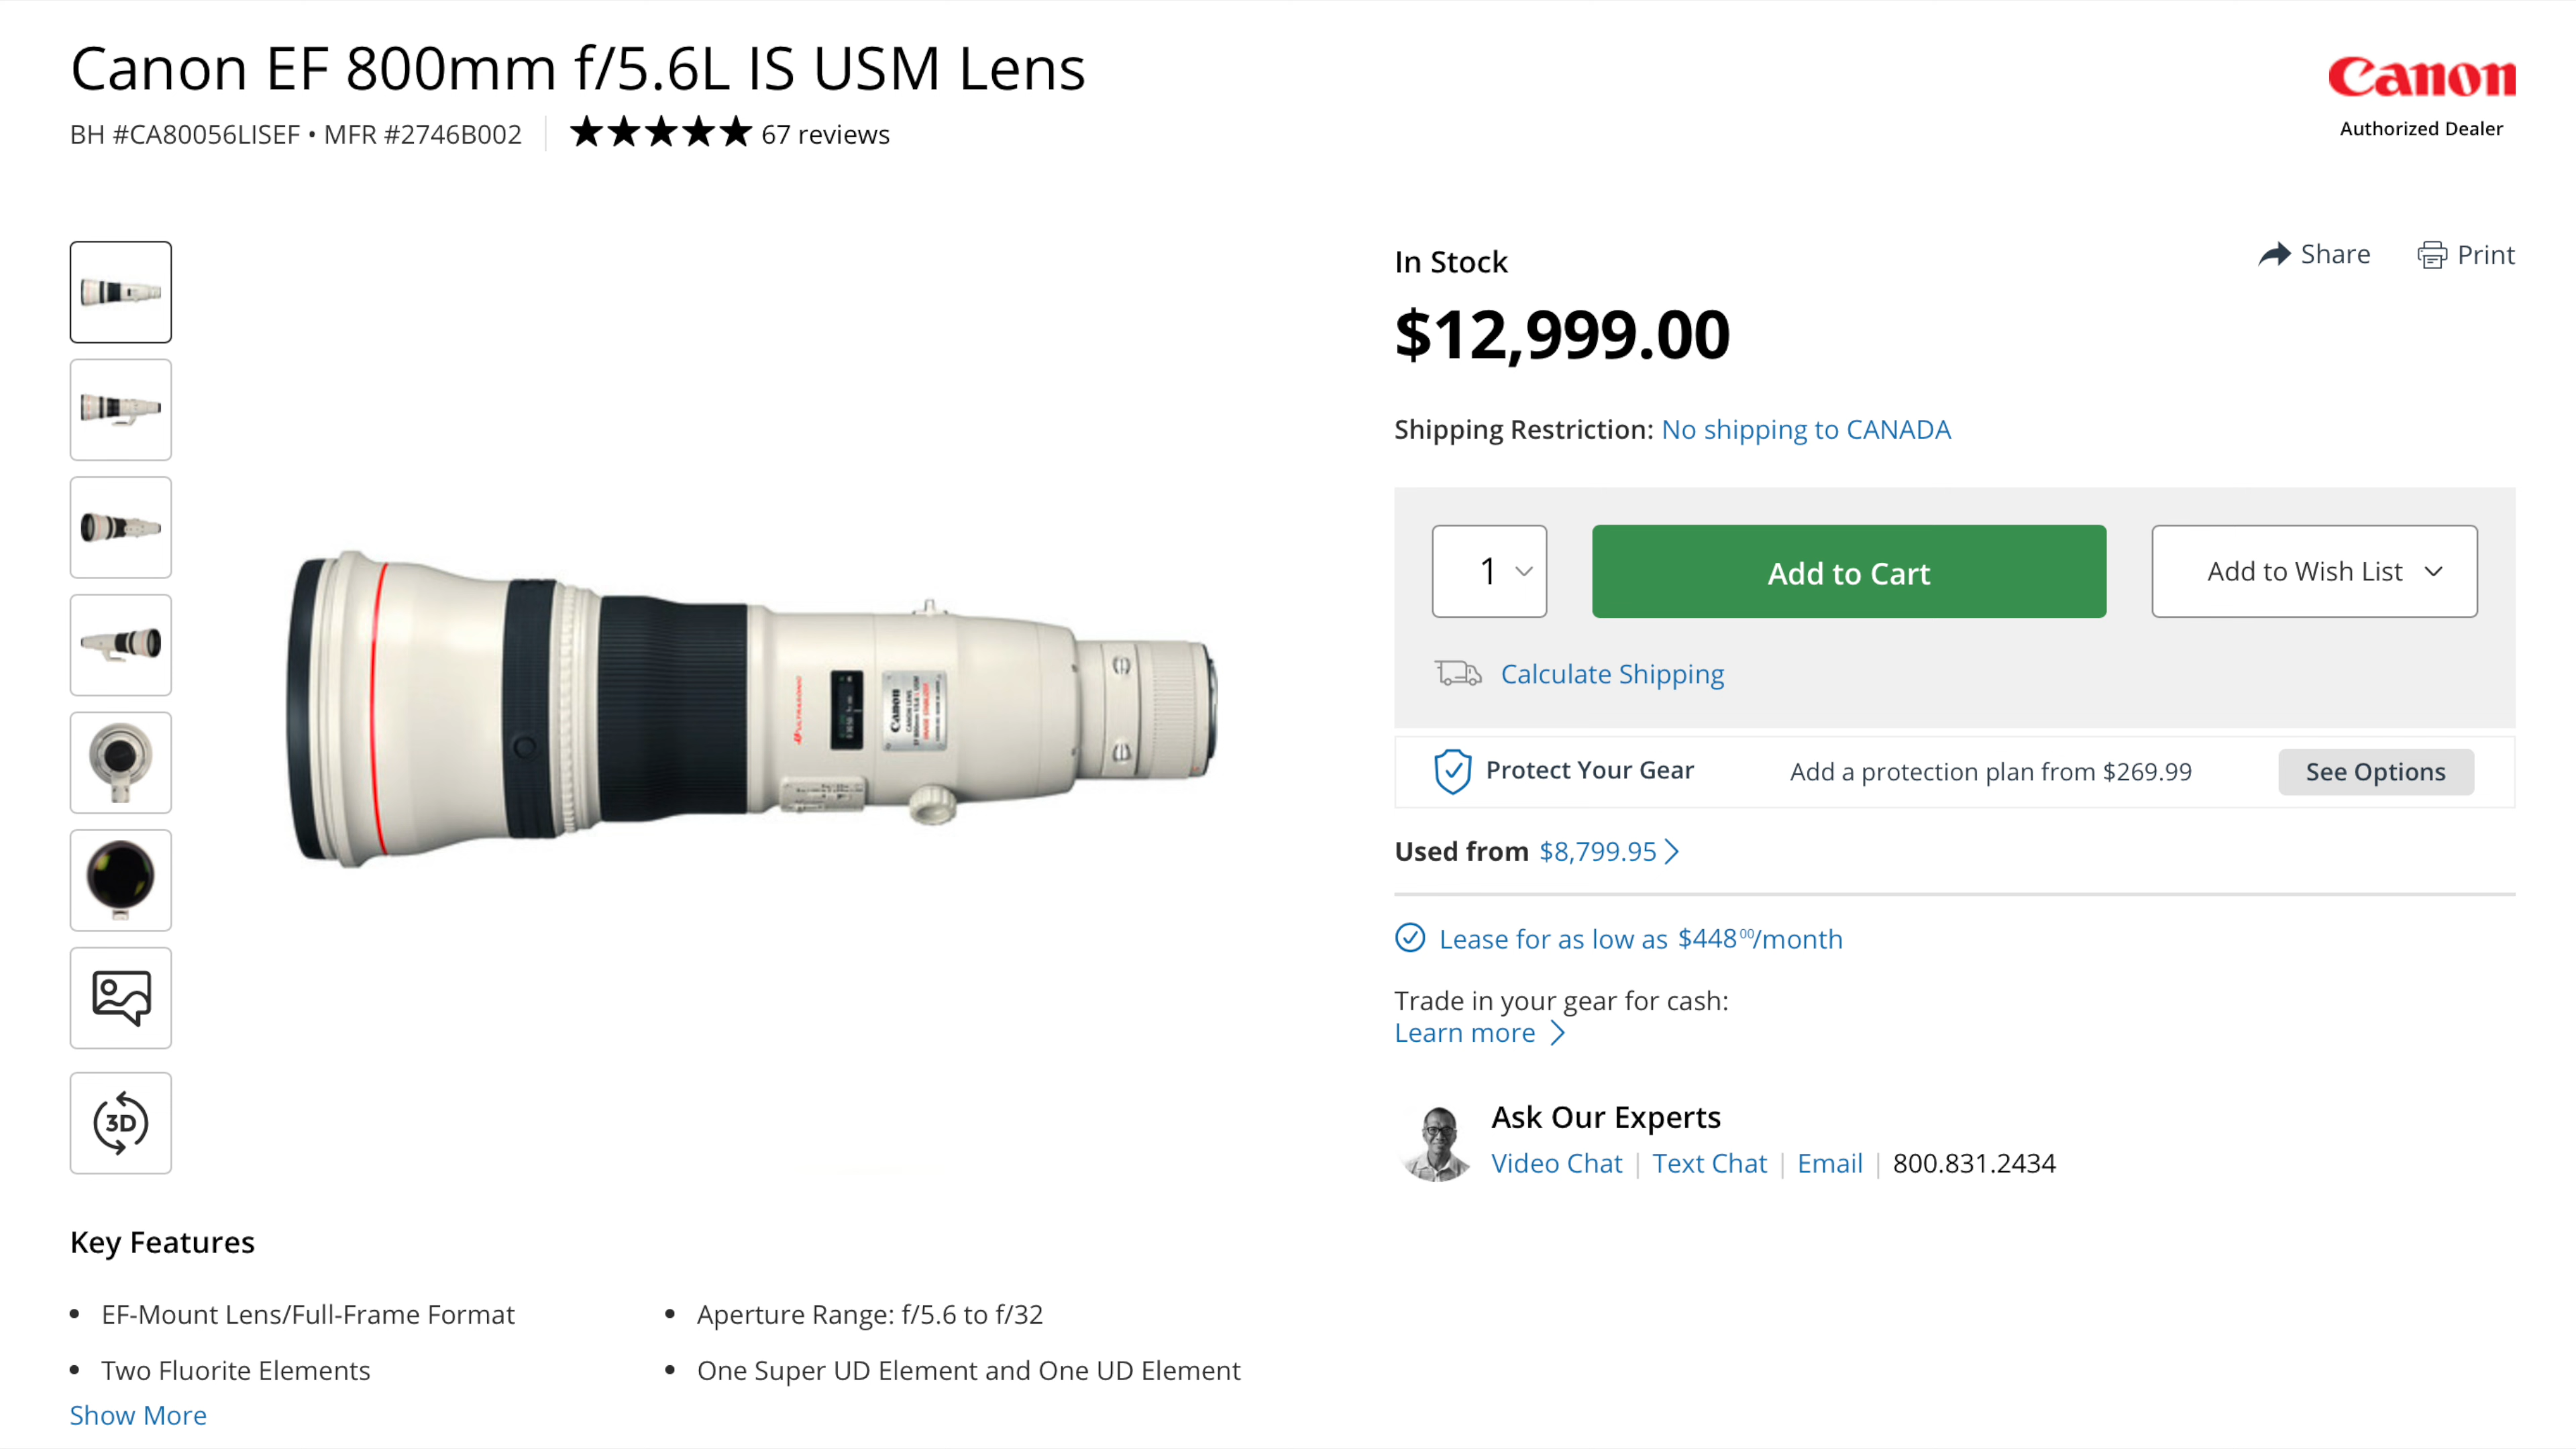 Canon EF 800mm f/5.6L IS USM Lens
BH #CA80056LISEF • MFR #2746B002
67 reviews
Canon
Authorized Dealer
In Stock
Share
Print
$12,999.00
Shipping Restriction: No shipping to CANADA
1
Add to Cart
Add to Wish List
Calculate Shipping
Protect Your Gear
Add a protection plan from $269.99
See Options
Used from $8,799.95
Lease for as low as $448 00/month
Trade in your gear for cash:
Learn more
Ask Our Experts
Video Chat | Text Chat | Email | 800.831.2434
ULTRASONIC
Canon
CANON LENS
3D
Key Features
• EF-Mount Lens/Full-Frame Format
• Aperture Range: f/5.6 to f/32
• Two Fluorite Elements
• One Super UD Element and One UD Element
Show More